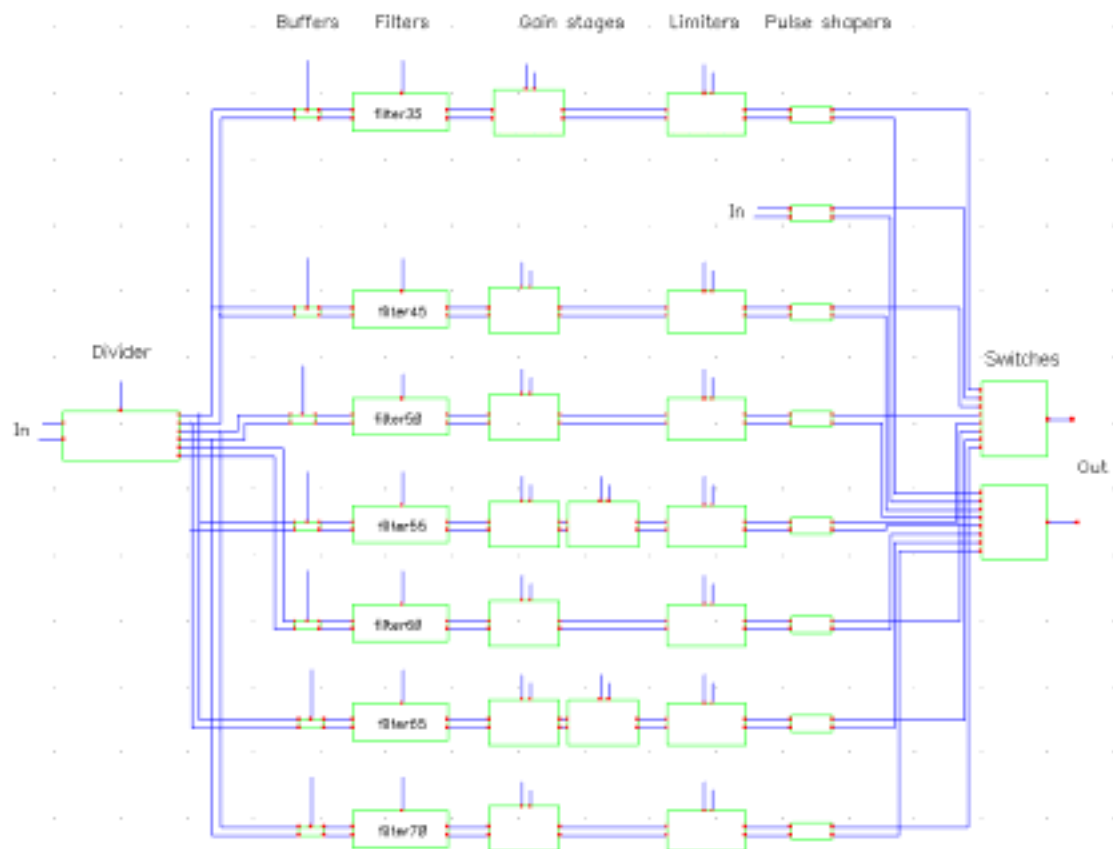 Buffers Filters Gain stages Limiters Pulse shapers
filter35
In
filter45
Divider
Switches
filter50
In
Out
filter55
filter60
filter65
filter70